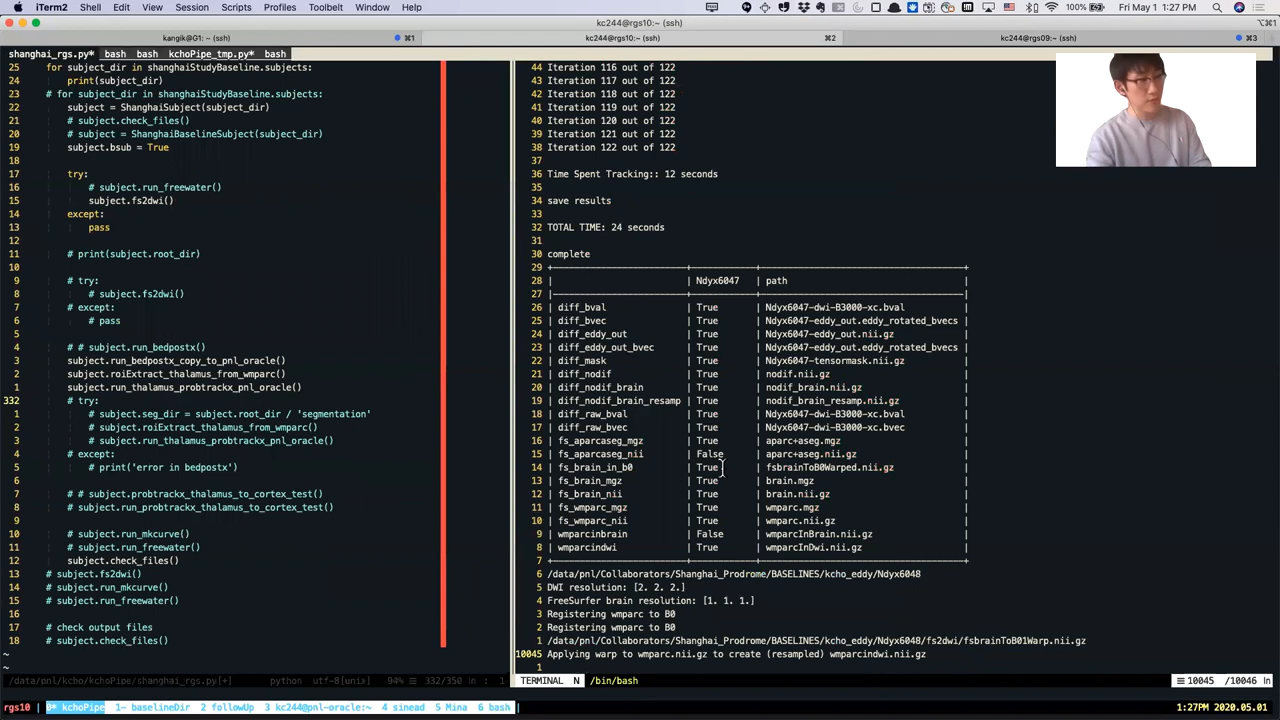 iTerm2 Shell Edit View Session Scripts Profiles Toolbelt Window Help
100% Fri May 1 1:27 PM
kc244@rgs10:~ (ssh)
⌥⌘1
kangik@G1: ~ (ssh) ⌘1
kc244@rgs10:~ (ssh) ⌘2
kc244@rgs09:~ (ssh) ⌘3
shanghai_rgs.py* bash bash kchoPipe_tmp.py* bash
25 for subject_dir in shanghaiStudyBaseline.subjects:
24 print(subject_dir)
23 # for subject_dir in shanghaiStudyBaseline.subjects:
22 subject = ShanghaiSubject(subject_dir)
21 # subject.check_files()
20 # subject = ShanghaiBaselineSubject(subject_dir)
19 subject.bsub = True
18
17 try:
16 # subject.run_freewater()
15 subject.fs2dwi()
14 except:
13 pass
12
11 # print(subject.root_dir)
10
9 # try:
8 # subject.fs2dwi()
7 # except:
6 # pass
5
4 # # subject.run_bedpostx()
3 subject.run_bedpostx_copy_to_pnl_oracle()
2 subject.roiExtract_thalamus_from_wmparc()
1 subject.run_thalamus_probtrackx_pnl_oracle()
332 # try:
1 # subject.seg_dir = subject.root_dir / 'segmentation'
2 # subject.roiExtract_thalamus_from_wmparc()
3 # subject.run_thalamus_probtrackx_pnl_oracle()
4 # except:
5 # print('error in bedpostx')
6
7 # # subject.probtrackx_thalamus_to_cortex_test()
8 # subject.run_probtrackx_thalamus_to_cortex_test()
9
10 # subject.run_mkcurve()
11 # subject.run_freewater()
12 subject.check_files()
13 # subject.fs2dwi()
14 # subject.run_mkcurve()
15 # subject.run_freewater()
16
17 # check output files
18 # subject.check_files()
~
~
/data/pnl/kcho/kchoPipe/shanghai_rgs.py[+] python utf-8[unix] 94% ☰ 332/350 ㏑ : 1
44 Iteration 116 out of 122
43 Iteration 117 out of 122
42 Iteration 118 out of 122
41 Iteration 119 out of 122
40 Iteration 120 out of 122
39 Iteration 121 out of 122
38 Iteration 122 out of 122
37
36 Time Spent Tracking:: 12 seconds
35
34 save results
33
32 TOTAL TIME: 24 seconds
31
30 complete
29
28 | | Ndyx6047 | path |
27
26 | diff_bval | True | Ndyx6047-dwi-B3000-xc.bval |
25 | diff_bvec | True | Ndyx6047-eddy_out.eddy_rotated_bvecs |
24 | diff_eddy_out | True | Ndyx6047-eddy_out.nii.gz |
23 | diff_eddy_out_bvec | True | Ndyx6047-eddy_out.eddy_rotated_bvecs |
22 | diff_mask | True | Ndyx6047-tensormask.nii.gz |
21 | diff_nodif | True | nodif.nii.gz |
20 | diff_nodif_brain | True | nodif_brain.nii.gz |
19 | diff_nodif_brain_resamp | True | nodif_brain_resamp.nii.gz |
18 | diff_raw_bval | True | Ndyx6047-dwi-B3000-xc.bval |
17 | diff_raw_bvec | True | Ndyx6047-dwi-B3000-xc.bvec |
16 | fs_aparcaseg_mgz | True | aparc+aseg.mgz |
15 | fs_aparcaseg_nii | False | aparc+aseg.nii.gz |
14 | fs_brain_in_b0 | True | fsbrainToB0Warped.nii.gz |
13 | fs_brain_mgz | True | brain.mgz |
12 | fs_brain_nii | True | brain.nii.gz |
11 | fs_wmparc_mgz | True | wmparc.mgz |
10 | fs_wmparc_nii | True | wmparc.nii.gz |
9 | wmparcinbrain | False | wmparcInBrain.nii.gz |
8 | wmparcindwi | True | wmparcInDwi.nii.gz |
7
6 /data/pnl/Collaborators/Shanghai_Prodrome/BASELINES/kcho_eddy/Ndyx6048
5 DWI resolution: [2. 2. 2.]
4 FreeSurfer brain resolution: [1. 1. 1.]
3 Registering wmparc to B0
2 Registering wmparc to B0
1 /data/pnl/Collaborators/Shanghai_Prodrome/BASELINES/kcho_eddy/Ndyx6048/fs2dwi/fsbrainToB01Warp.nii.gz
10045 Applying warp to wmparc.nii.gz to create (resampled) wmparcindwi.nii.gz
1
TERMINAL N /bin/bash ☰ 10045 /10046 ㏑
rgs10 | 0* kchoPipe 1- baselineDir 2 followUp 3 kc244@pnl-oracle:~ 4 sinead 5 Mina 6 bash | 1:27PM 2020.05.01